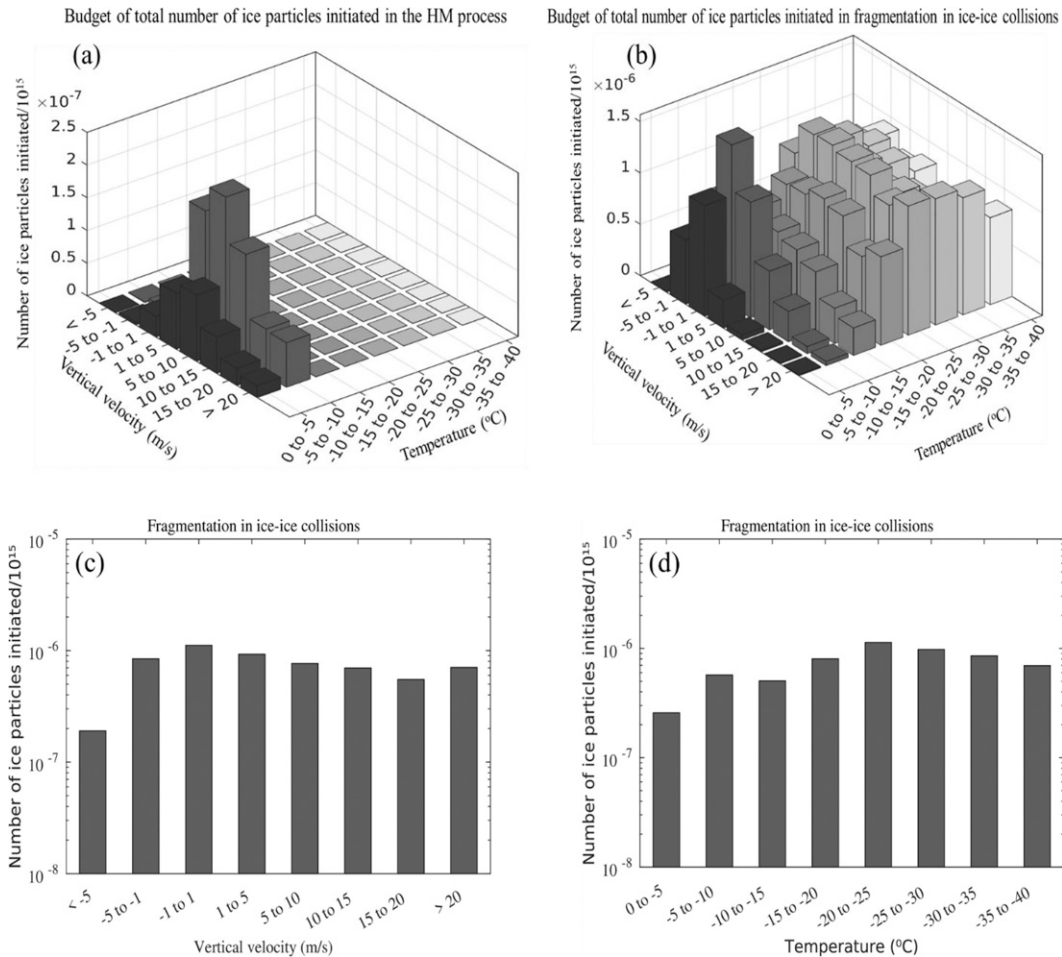 Budget of total number of ice particles initiated in the HM process
Budget of total number of ice particles initiated in fragmentation in ice-ice collisions
(a)
Number of ice particles initiated/10¹⁵
×10⁻⁷
2.5
2
1.5
1
0.5
0
< -5
-5 to -1
-1 to 1
1 to 5
5 to 10
10 to 15
15 to 20
> 20
Vertical velocity (m/s)
0 to -5
-5 to -10
-10 to -15
-15 to -20
-20 to -25
-25 to -30
-30 to -35
-35 to -40
Temperature (⁰C)
(b)
Number of ice particles initiated/10¹⁵
×10⁻⁶
1.5
1
0.5
0
< -5
-5 to -1
-1 to 1
1 to 5
5 to 10
10 to 15
15 to 20
> 20
Vertical velocity (m/s)
0 to -5
-5 to -10
-10 to -15
-15 to -20
-20 to -25
-25 to -30
-30 to -35
-35 to -40
Temperature (⁰C)
Fragmentation in ice-ice collisions
(c)
Number of ice particles initiated/10¹⁵
10⁻⁵
10⁻⁶
10⁻⁷
10⁻⁸
< -5
-5 to -1
-1 to 1
1 to 5
5 to 10
10 to 15
15 to 20
> 20
Vertical velocity (m/s)
Fragmentation in ice-ice collisions
(d)
Number of ice particles initiated/10¹⁵
10⁻⁵
10⁻⁶
10⁻⁷
10⁻⁸
0 to -5
-5 to -10
-10 to -15
-15 to -20
-20 to -25
-25 to -30
-30 to -35
-35 to -40
Temperature (⁰C)